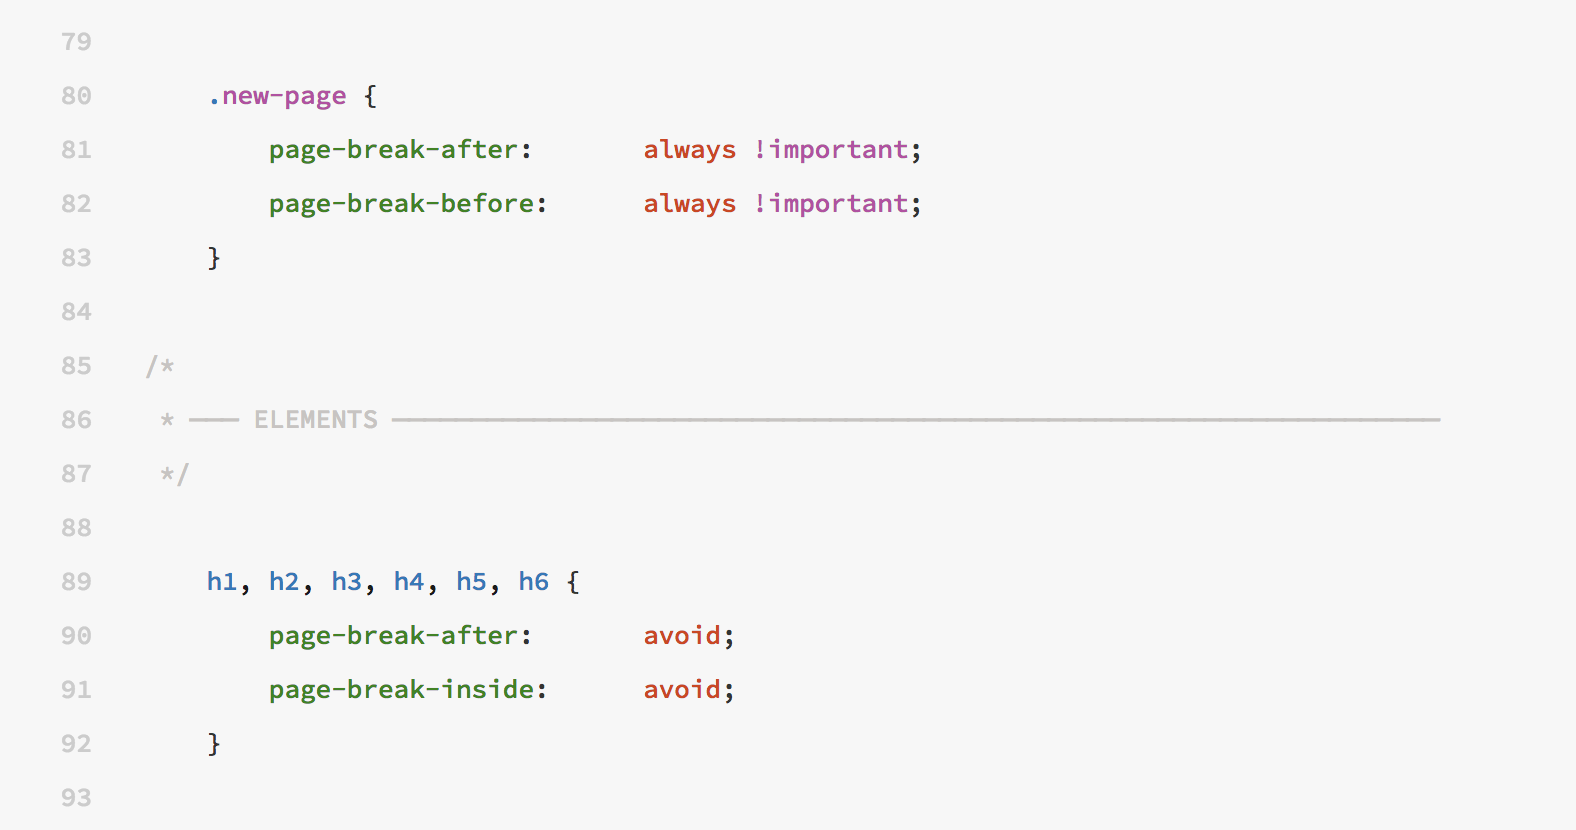 79
80 .new-page {
81 page-break-after: always !important;
82 page-break-before: always !important;
83 }
84
85 /*
86 * ──── ELEMENTS ────────────────────────────────────────────────────────────────────
87 */
88
89 h1, h2, h3, h4, h5, h6 {
90 page-break-after: avoid;
91 page-break-inside: avoid;
92 }
93